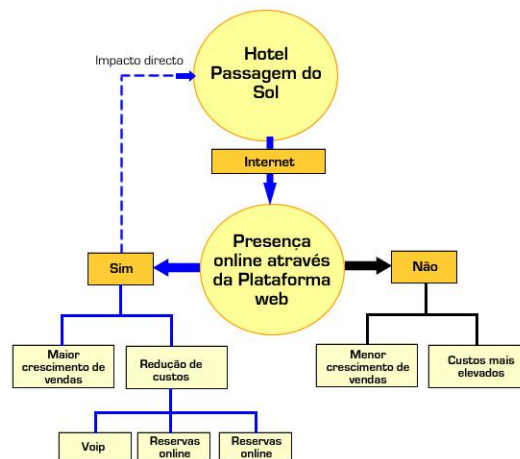 Impacto directo
Hotel
Passagem do
Sol
Internet
Presença
online através
da Plataforma
web
Sim
Não
Maior
crescimento de
vendas
Redução de
custos
Menor
crescimento de
vendas
Custos mais
elevados
Voip
Reservas
online
Reservas
online